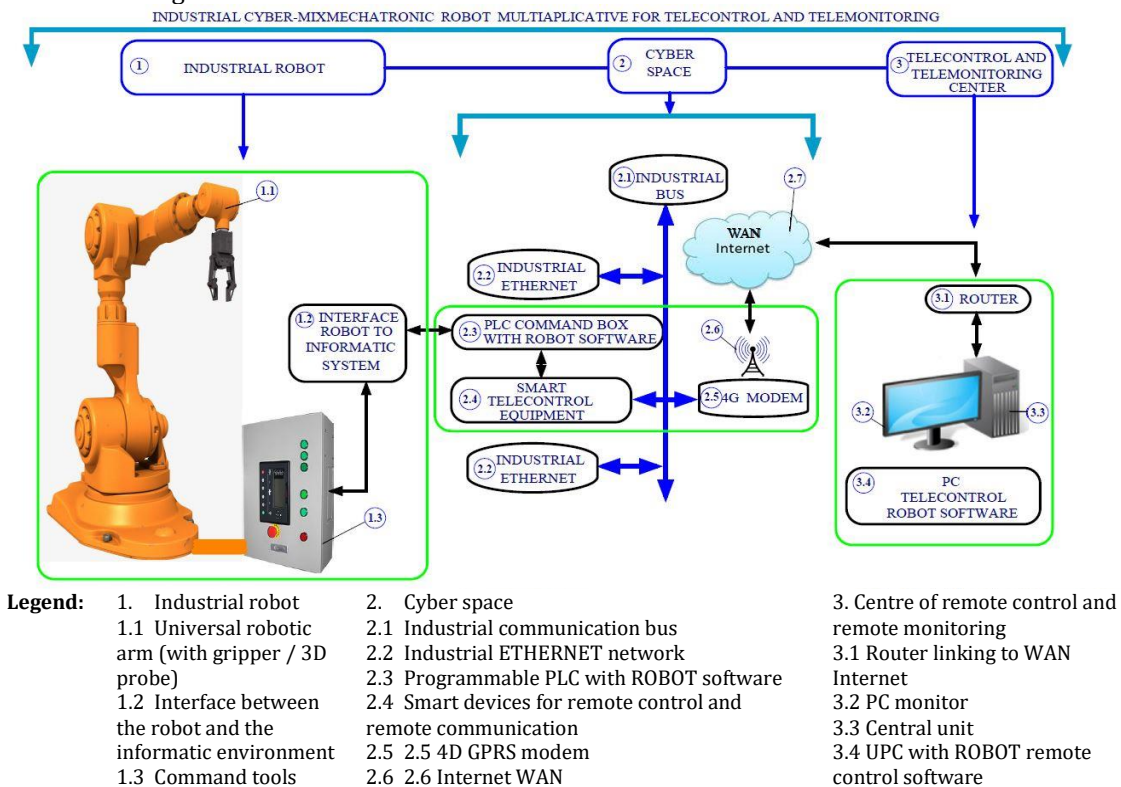 INDUSTRIAL CYBER-MIXMECHATRONIC ROBOT MULTIAPLICATIVE FOR TELECONTROL AND TELEMONITORING
1 INDUSTRIAL ROBOT
2 CYBER
SPACE
3 TELECONTROL AND
TELEMONITORING
CENTER
1.1
1.2 INTERFACE
ROBOT TO
INFORMATIC
SYSTEM
1.3
2.1 INDUSTRIAL
BUS
2.2 INDUSTRIAL
ETHERNET
2.3 PLC COMMAND BOX
WITH ROBOT SOFTWARE
2.4 SMART
TELECONTROL
EQUIPMENT
2.2 INDUSTRIAL
ETHERNET
2.7
WAN
Internet
2.6
2.5 4G MODEM
3.1 ROUTER
3.2
3.3
3.4 PC
TELECONTROL
ROBOT SOFTWARE
Legend:
1. Industrial robot
1.1 Universal robotic
arm (with gripper / 3D
probe)
1.2 Interface between
the robot and the
informatic environment
1.3 Command tools
2. Cyber space
2.1 Industrial communication bus
2.2 Industrial ETHERNET network
2.3 Programmable PLC with ROBOT software
2.4 Smart devices for remote control and
remote communication
2.5 2.5 4D GPRS modem
2.6 2.6 Internet WAN
3. Centre of remote control and
remote monitoring
3.1 Router linking to WAN
Internet
3.2 PC monitor
3.3 Central unit
3.4 UPC with ROBOT remote
control software